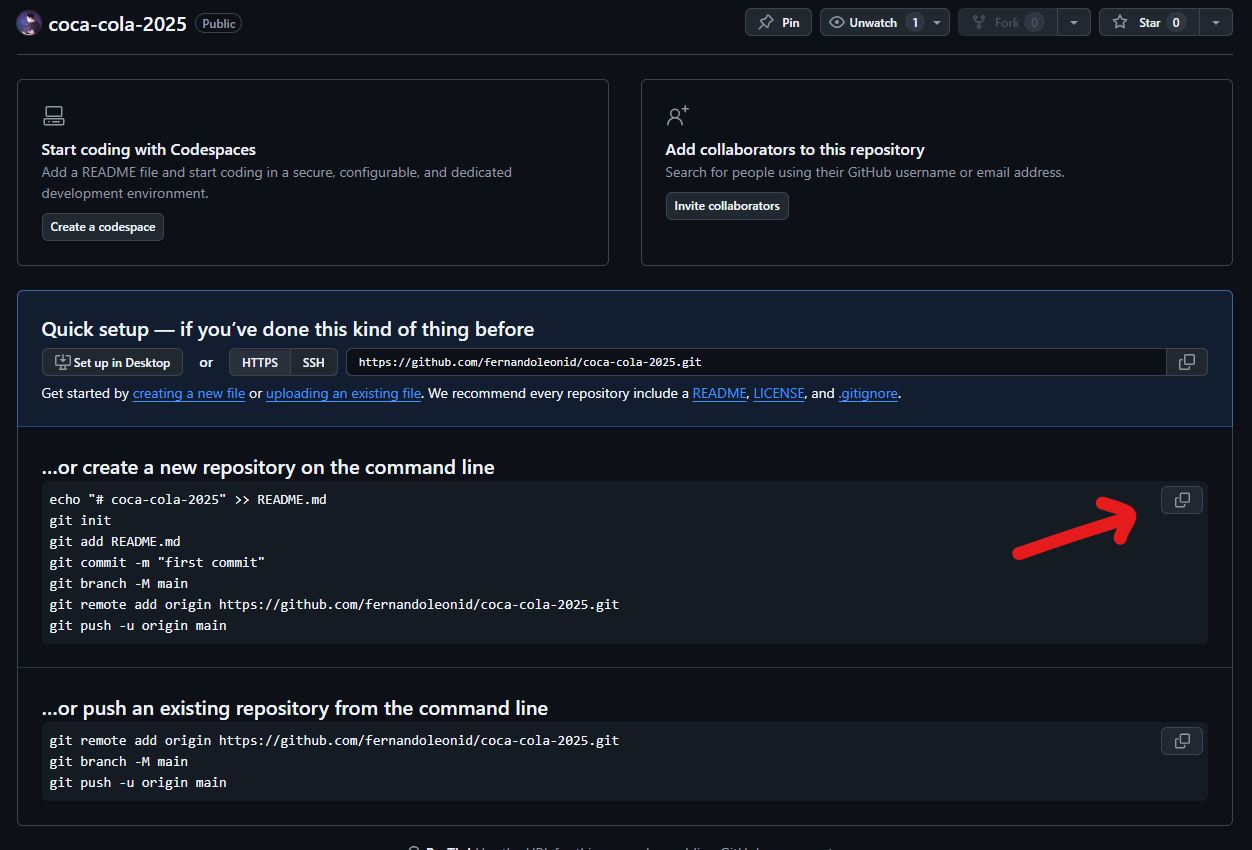 coca-cola-2025 Public Pin Unwatch 1 Fork 0 Star 0
Start coding with Codespaces
Add a README file and start coding in a secure, configurable, and dedicated
development environment.
Create a codespace
Add collaborators to this repository
Search for people using their GitHub username or email address.
Invite collaborators
Quick setup — if you've done this kind of thing before
Set up in Desktop or HTTPS SSH https://github.com/fernandoleonid/coca-cola-2025.git
Get started by creating a new file or uploading an existing file. We recommend every repository include a README, LICENSE, and .gitignore.
...or create a new repository on the command line
echo "# coca-cola-2025" >> README.md
git init
git add README.md
git commit -m "first commit"
git branch -M main
git remote add origin https://github.com/fernandoleonid/coca-cola-2025.git
git push -u origin main
...or push an existing repository from the command line
git remote add origin https://github.com/fernandoleonid/coca-cola-2025.git
git branch -M main
git push -u origin main